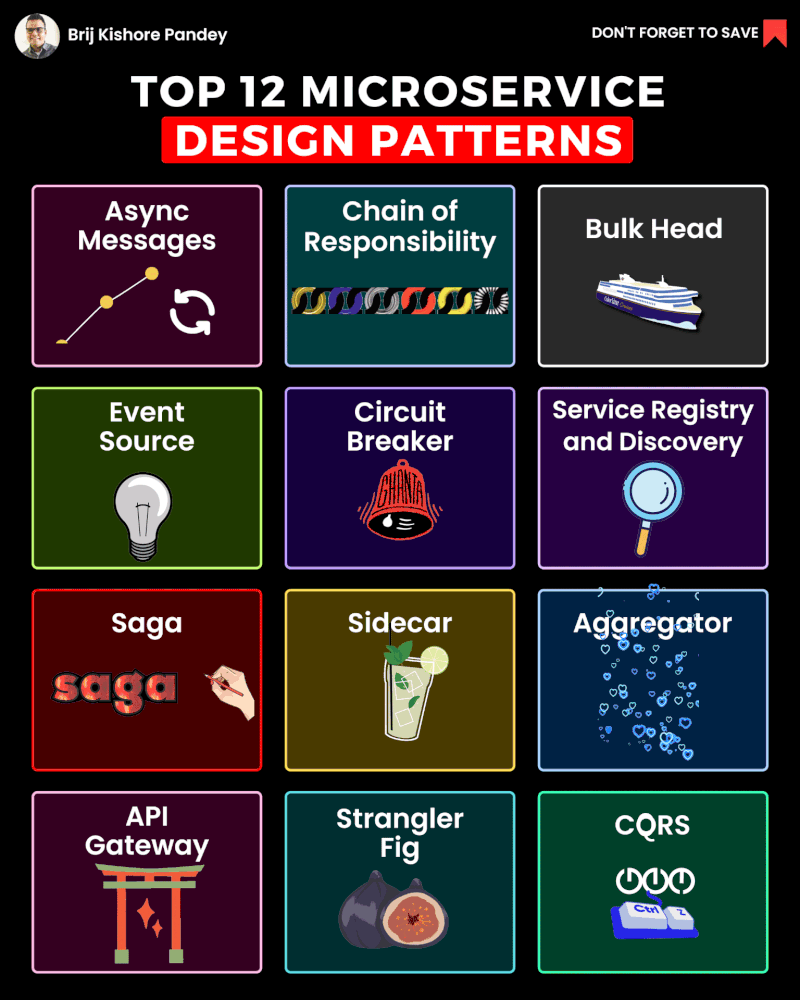 Brij Kishore Pandey
DON'T FORGET TO SAVE
TOP 12 MICROSERVICE
DESIGN PATTERNS
Async
Messages
Chain of
Responsibility
Bulk Head
Event
Source
Circuit
Breaker
GHANTA
Service Registry
and Discovery
Saga
saga
Sidecar
Aggregator
API
Gateway
Strangler
Fig
CQRS
Ctrl
Z